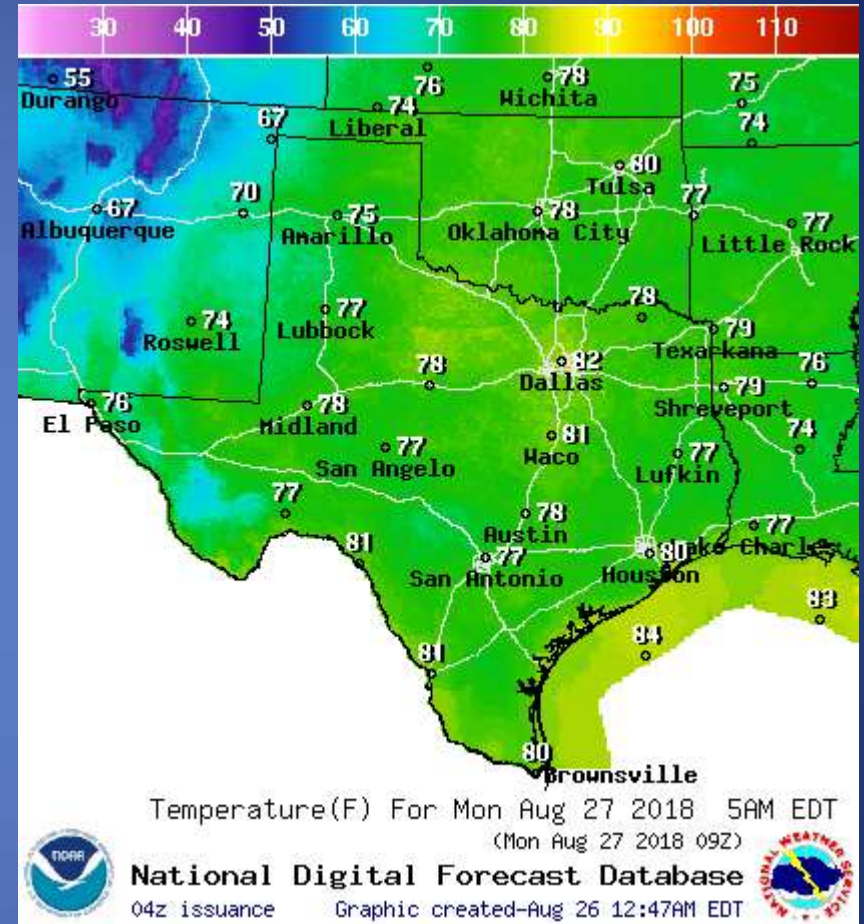 30 40 50 60 70 80 90 100 110
55 76 78 75
Durango Wichita
74
Liberal
67 74
80
Tulsa
67 70 75 78 77 77
Albuquerque Amarillo Oklahoma City Little Rock
74 77 78
Roswell Lubbock
79
Texarkana
82
Dallas
78 79 76
Shreveport
76 78
El Paso Midland
81
Waco
77 77 74
San Angelo Lufkin
77 78
Austin
77
81 77 80 Charles
San Antonio Houston
83
84
81
80
Brownsville
Temperature(F) For Mon Aug 27 2018 5AM EDT
(Mon Aug 27 2018 09Z)
National Digital Forecast Database
04z issuance Graphic created-Aug 26 12:47AM EDT
NOAA
NATIONAL WEATHER SERVICE